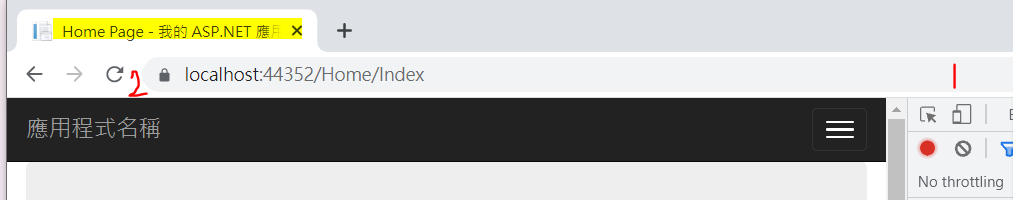 Home Page - 我的 ASP.NET 應用
2 localhost:44352/Home/Index
應用程式名稱
No throttling